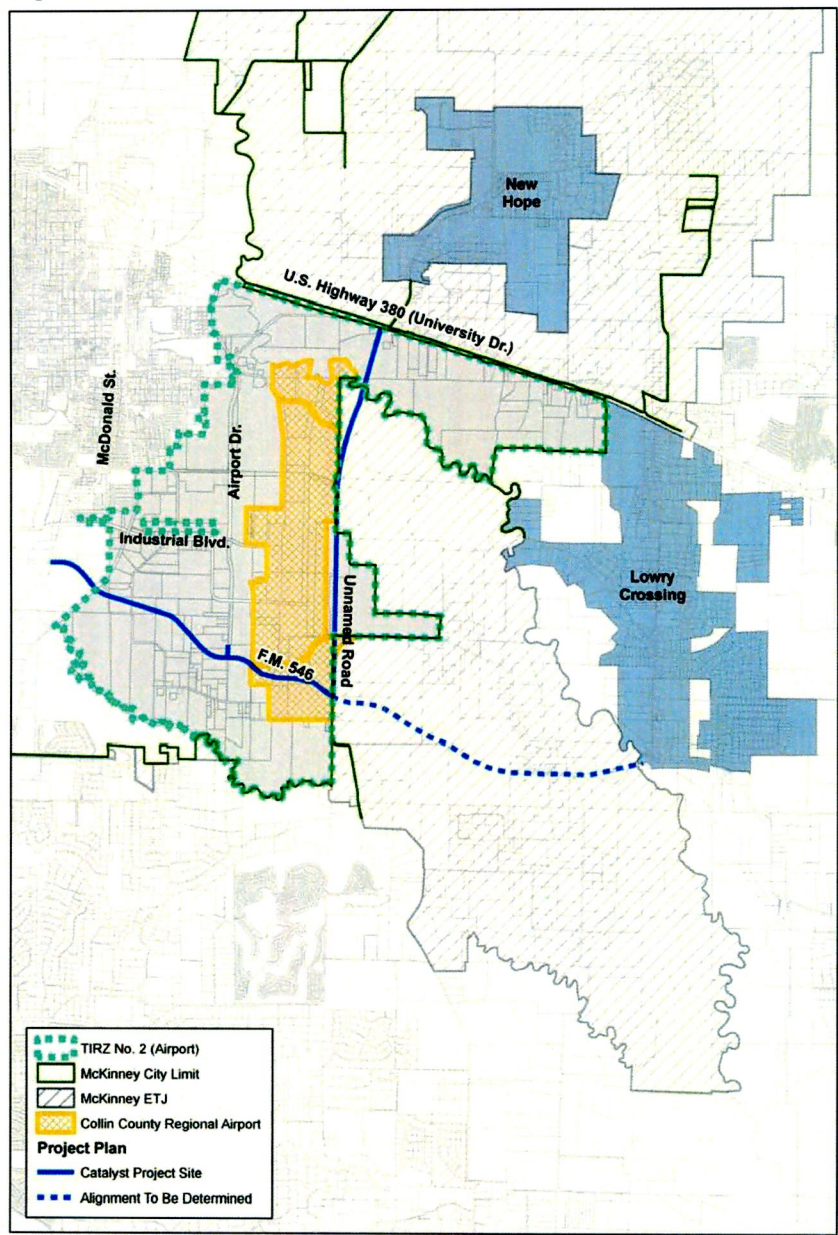 New
Hope
U.S. Highway 380 (University Dr.)
McDonald St.
Airport Dr.
Industrial Blvd.
Unnamed Road
Lowry
Crossing
F.M. 546
TIRZ No. 2 (Airport)
McKinney City Limit
McKinney ETJ
Collin County Regional Airport
Project Plan
Catalyst Project Site
Alignment To Be Determined